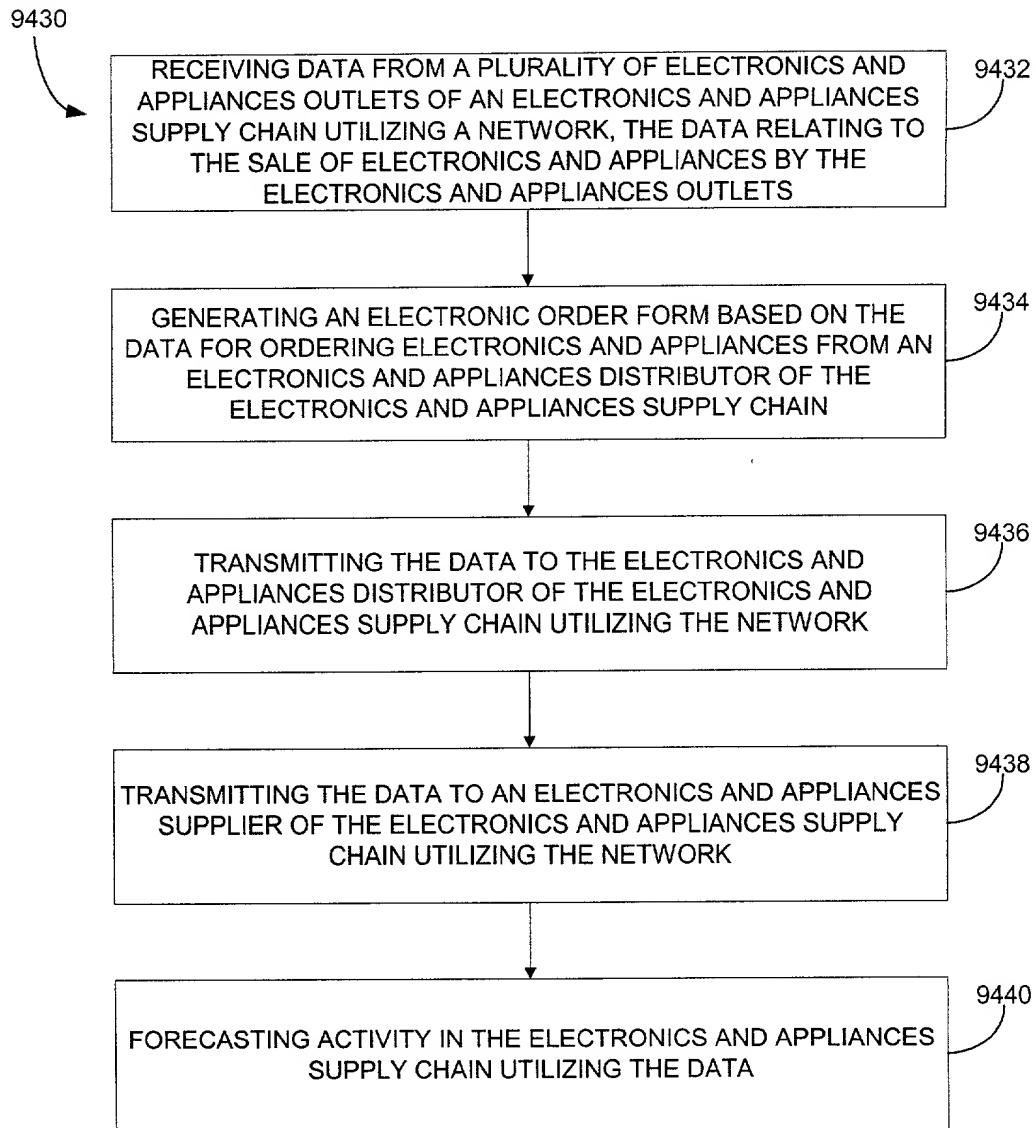 9430
RECEIVING DATA FROM A PLURALITY OF ELECTRONICS AND
APPLIANCES OUTLETS OF AN ELECTRONICS AND APPLIANCES
SUPPLY CHAIN UTILIZING A NETWORK, THE DATA RELATING TO
THE SALE OF ELECTRONICS AND APPLIANCES BY THE
ELECTRONICS AND APPLIANCES OUTLETS
9432
GENERATING AN ELECTRONIC ORDER FORM BASED ON THE
DATA FOR ORDERING ELECTRONICS AND APPLIANCES FROM AN
ELECTRONICS AND APPLIANCES DISTRIBUTOR OF THE
ELECTRONICS AND APPLIANCES SUPPLY CHAIN
9434
TRANSMITTING THE DATA TO THE ELECTRONICS AND
APPLIANCES DISTRIBUTOR OF THE ELECTRONICS AND
APPLIANCES SUPPLY CHAIN UTILIZING THE NETWORK
9436
TRANSMITTING THE DATA TO AN ELECTRONICS AND APPLIANCES
SUPPLIER OF THE ELECTRONICS AND APPLIANCES SUPPLY
CHAIN UTILIZING THE NETWORK
9438
FORECASTING ACTIVITY IN THE ELECTRONICS AND APPLIANCES
SUPPLY CHAIN UTILIZING THE DATA
9440